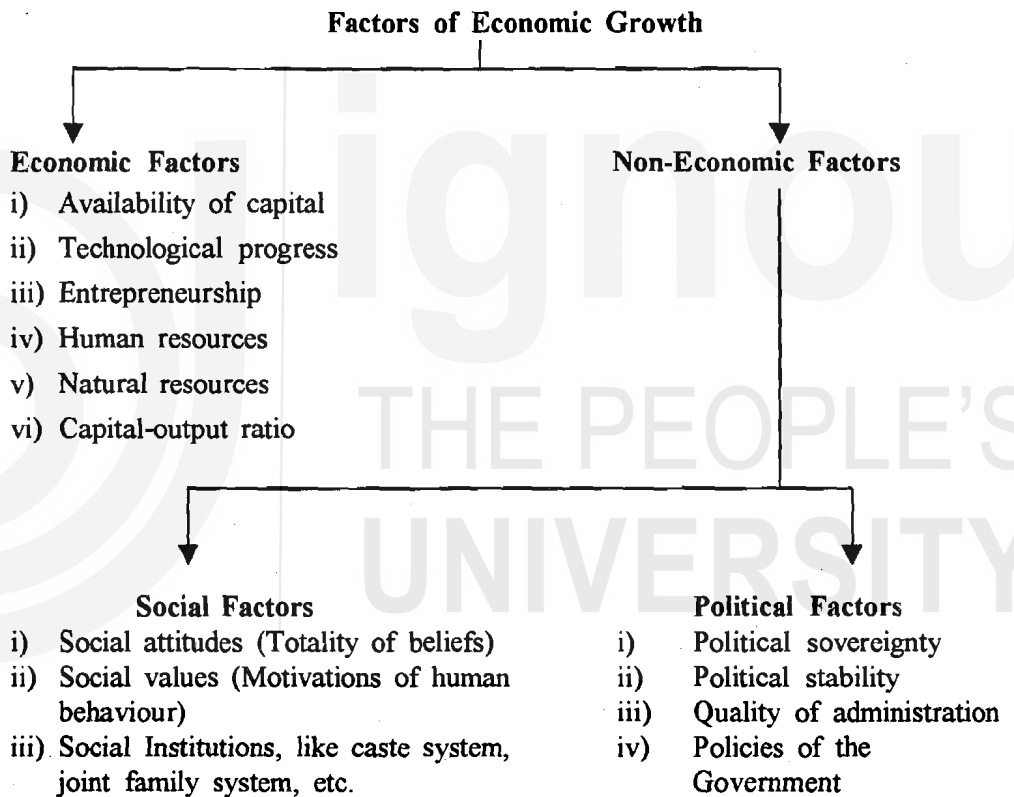 Factors of Economic Growth
Economic Factors
i) Availability of capital
ii) Technological progress
iii) Entrepreneurship
iv) Human resources
v) Natural resources
vi) Capital-output ratio
Non-Economic Factors
Social Factors
i) Social attitudes (Totality of beliefs)
ii) Social values (Motivations of human
behaviour)
iii) Social Institutions, like caste system,
joint family system, etc.
Political Factors
i) Political sovereignty
ii) Political stability
iii) Quality of administration
iv) Policies of the
Government
ignou
THE PEOPLE'S
UNIVERSITY